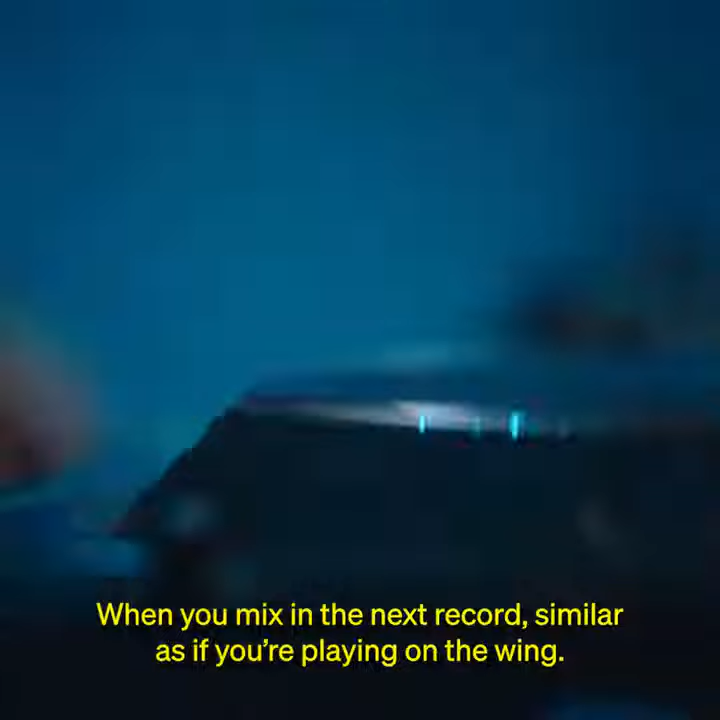 When you mix in the next record, similar
as if you’re playing on the wing.